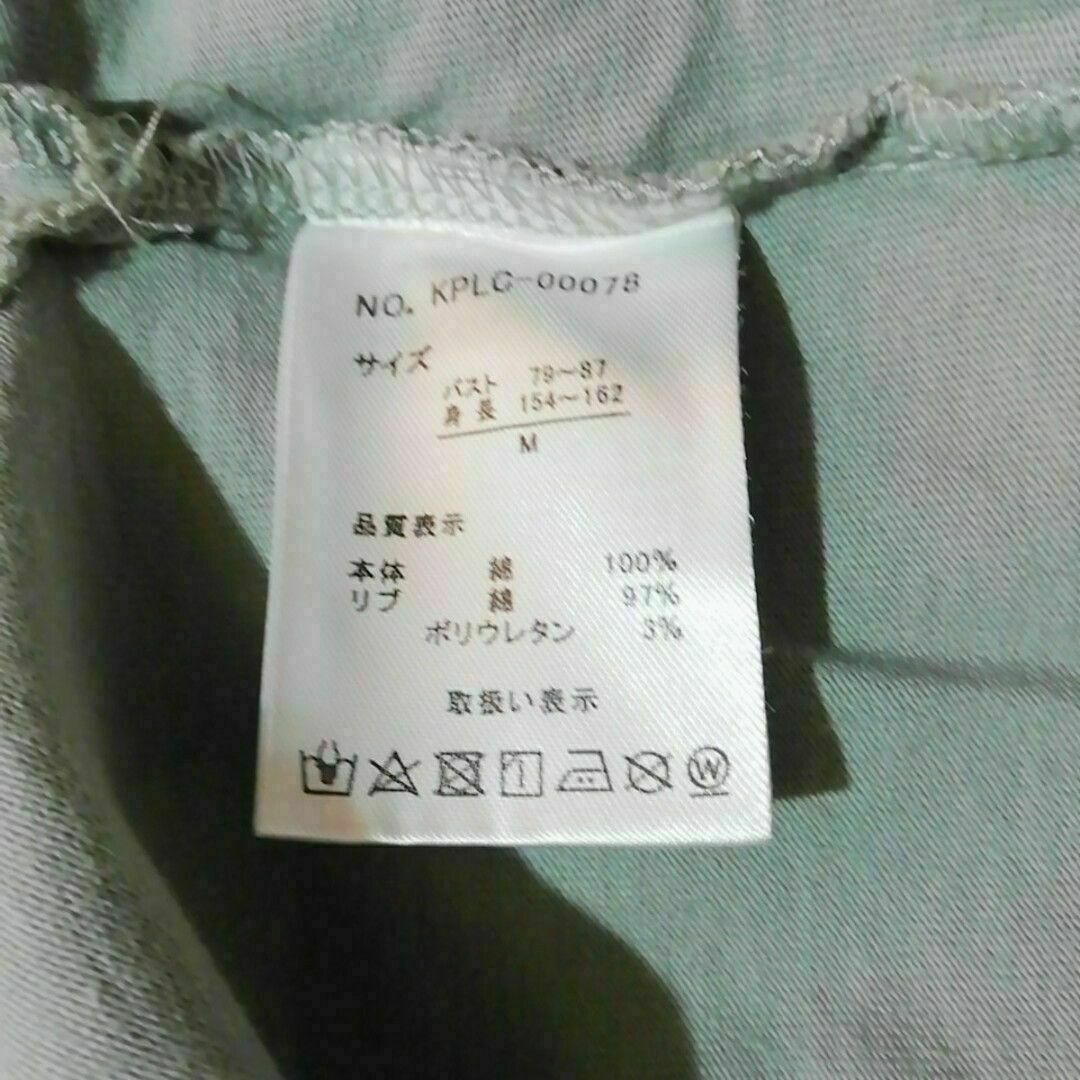 NO. KPLC-00078
サイズ
バスト 79～87
身長 154～162
M
品質表示
本体 綿 100%
リブ 綿 97%
ポリウレタン 3%
取扱い表示
W